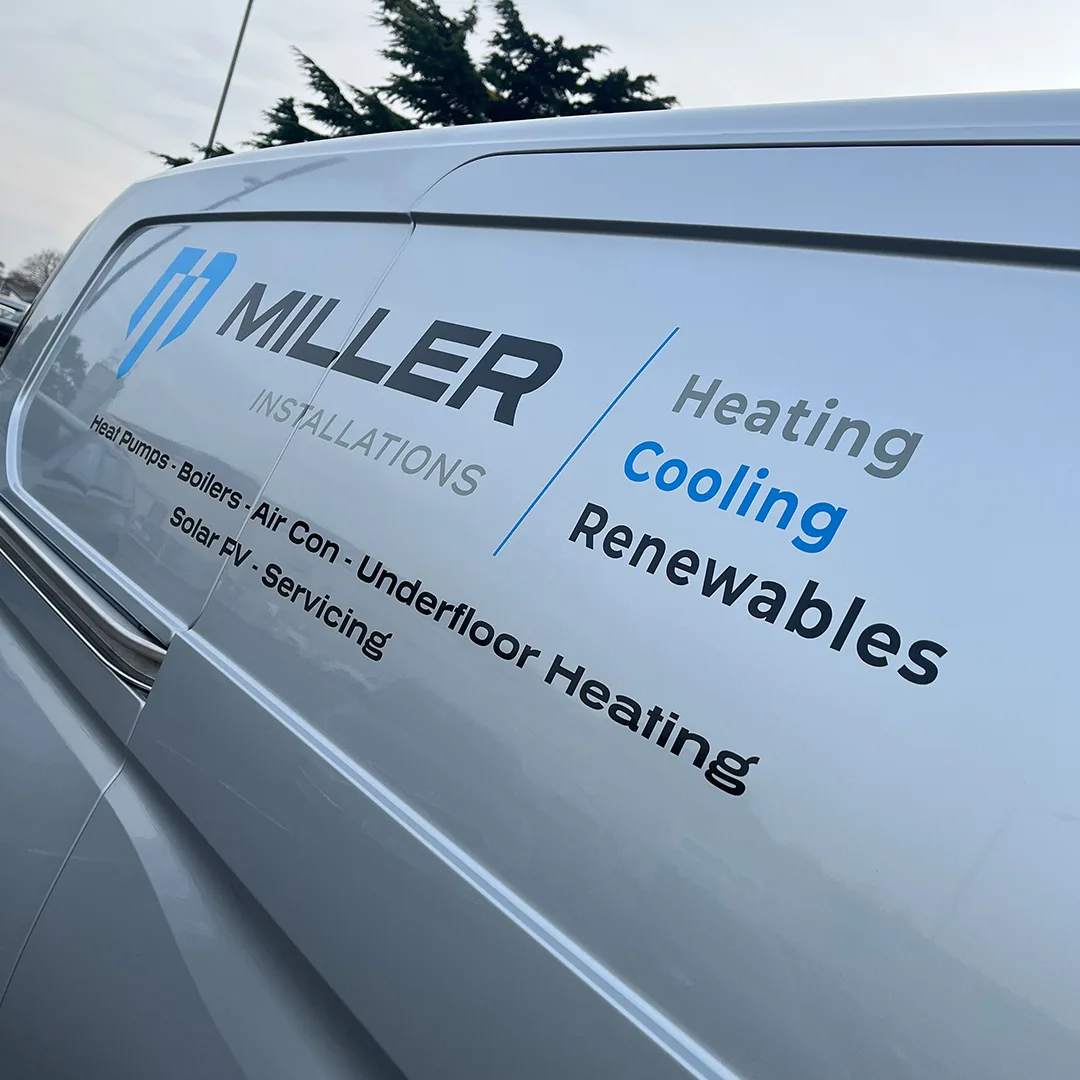 MILLER
INSTALLATIONS
Heating
Cooling
Renewables
Heat Pumps - Boilers - Air Con - Underfloor Heating
Solar PV - Servicing